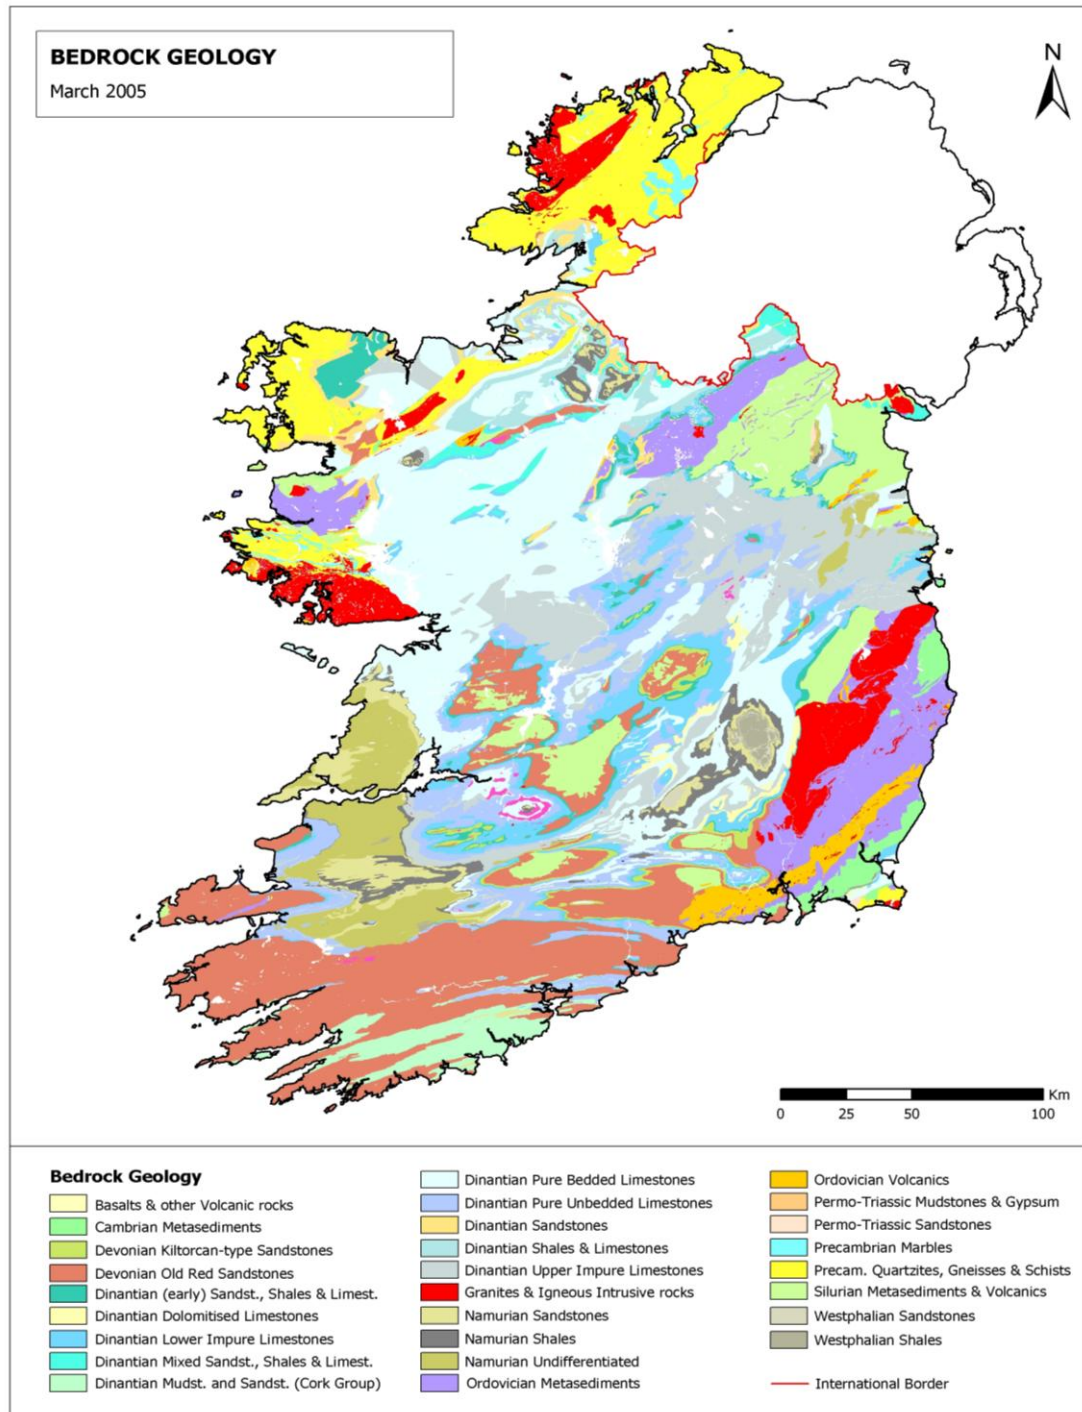 BEDROCK GEOLOGY
March 2005
N
Km
0 25 50 100
Bedrock Geology
Basalts & other Volcanic rocks
Cambrian Metasediments
Devonian Kiltorcan-type Sandstones
Devonian Old Red Sandstones
Dinantian (early) Sandst., Shales & Limest.
Dinantian Dolomitised Limestones
Dinantian Lower Impure Limestones
Dinantian Mixed Sandst., Shales & Limest.
Dinantian Mudst. and Sandst. (Cork Group)
Dinantian Pure Bedded Limestones
Dinantian Pure Unbedded Limestones
Dinantian Sandstones
Dinantian Shales & Limestones
Dinantian Upper Impure Limestones
Granites & Igneous Intrusive rocks
Namurian Sandstones
Namurian Shales
Namurian Undifferentiated
Ordovician Metasediments
Ordovician Volcanics
Permo-Triassic Mudstones & Gypsum
Permo-Triassic Sandstones
Precambrian Marbles
Precam. Quartzites, Gneisses & Schists
Silurian Metasediments & Volcanics
Westphalian Sandstones
Westphalian Shales
International Border